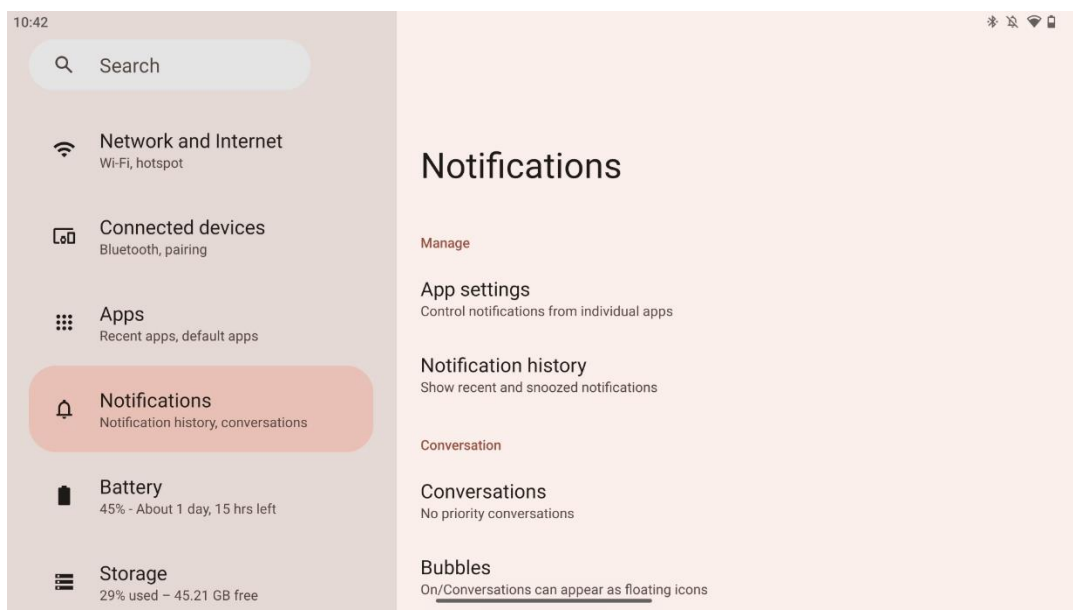 10:42
Search
Network and Internet
Wi-Fi, hotspot
Connected devices
Bluetooth, pairing
Apps
Recent apps, default apps
Notifications
Notification history, conversations
Battery
45% - About 1 day, 15 hrs left
Storage
29% used – 45.21 GB free
Notifications
Manage
App settings
Control notifications from individual apps
Notification history
Show recent and snoozed notifications
Conversation
Conversations
No priority conversations
Bubbles
On/Conversations can appear as floating icons